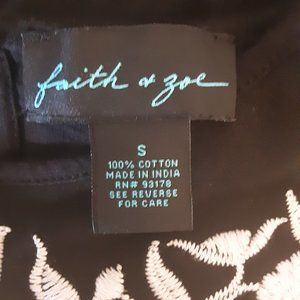 faith & zoe
S
100% COTTON
MADE IN INDIA
RN# 93178
SEE REVERSE
FOR CARE